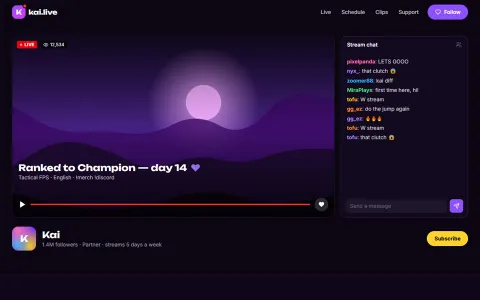 K kai.live
Live Schedule Clips Support Follow
LIVE 12,534
Ranked to Champion — day 14 💜
Tactical FPS · English · !merch !discord
Stream chat
pixelpanda: LETS GOOO
nyx_: that clutch 😱
zoomer88: kai diff
MiraPlays: first time here, hi!
tofu: W stream
gg_ez: do the jump again
gg_ez: 🔥🔥🔥
tofu: W stream
tofu: that clutch 😱
Send a message
K Kai
1.4M followers · Partner · streams 5 days a week
Subscribe